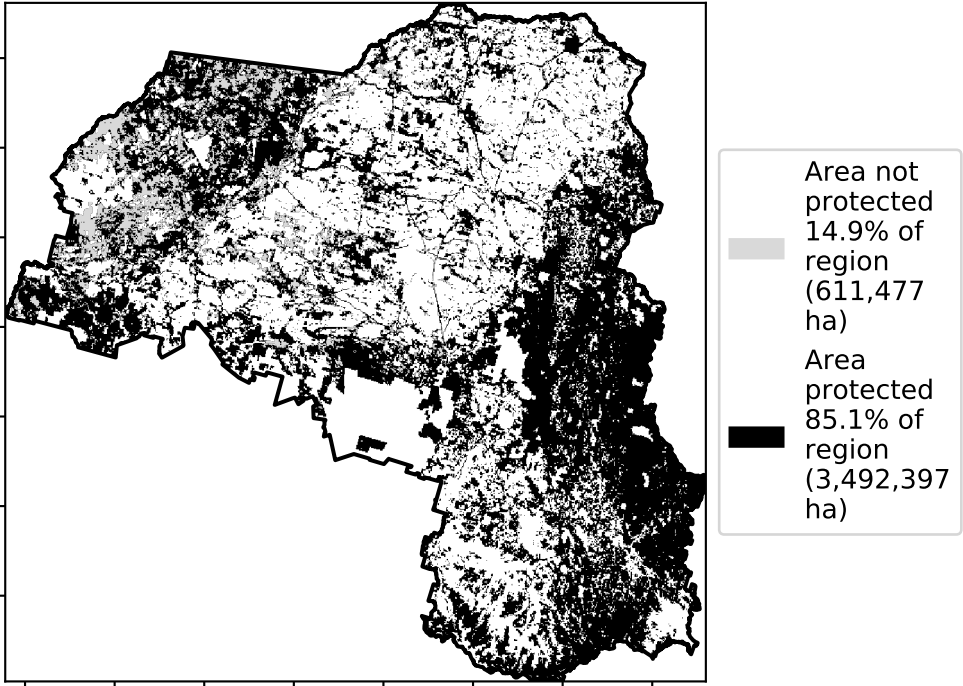 Area not
protected
14.9% of
region
(611,477
ha)
Area
protected
85.1% of
region
(3,492,397
ha)